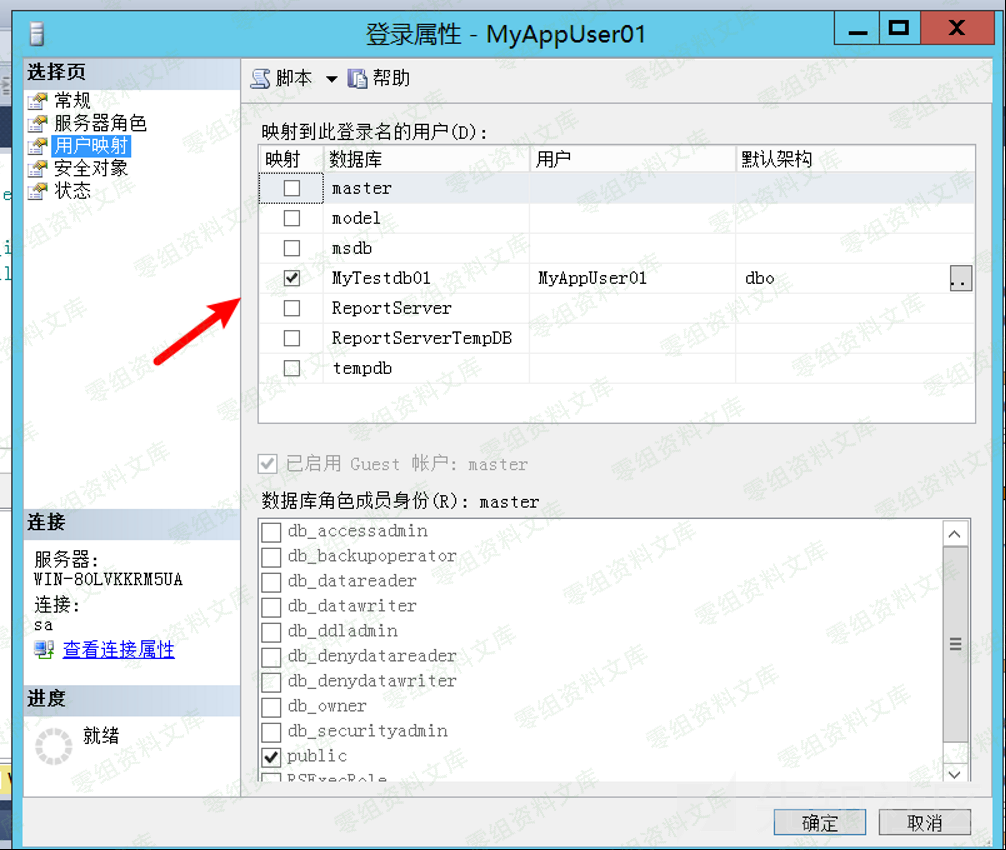 登录属性 - MyAppUser01
选择页
常规
服务器角色
用户映射
安全对象
状态
脚本
帮助
映射到此登录名的用户(D):
映射 数据库 用户 默认架构
master
model
msdb
MyTestdb01 MyAppUser01 dbo ..
ReportServer
ReportServerTempDB
tempdb
已启用 Guest 帐户: master
数据库角色成员身份(R): master
db_accessadmin
db_backupoperator
db_datareader
db_datawriter
db_ddladmin
db_denydatareader
db_denydatawriter
db_owner
db_securityadmin
public
RSExecRole
连接
服务器:
WIN-8OLVKKRM5UA
连接:
sa
查看连接属性
进度
就绪
确定 取消
零组资料文库